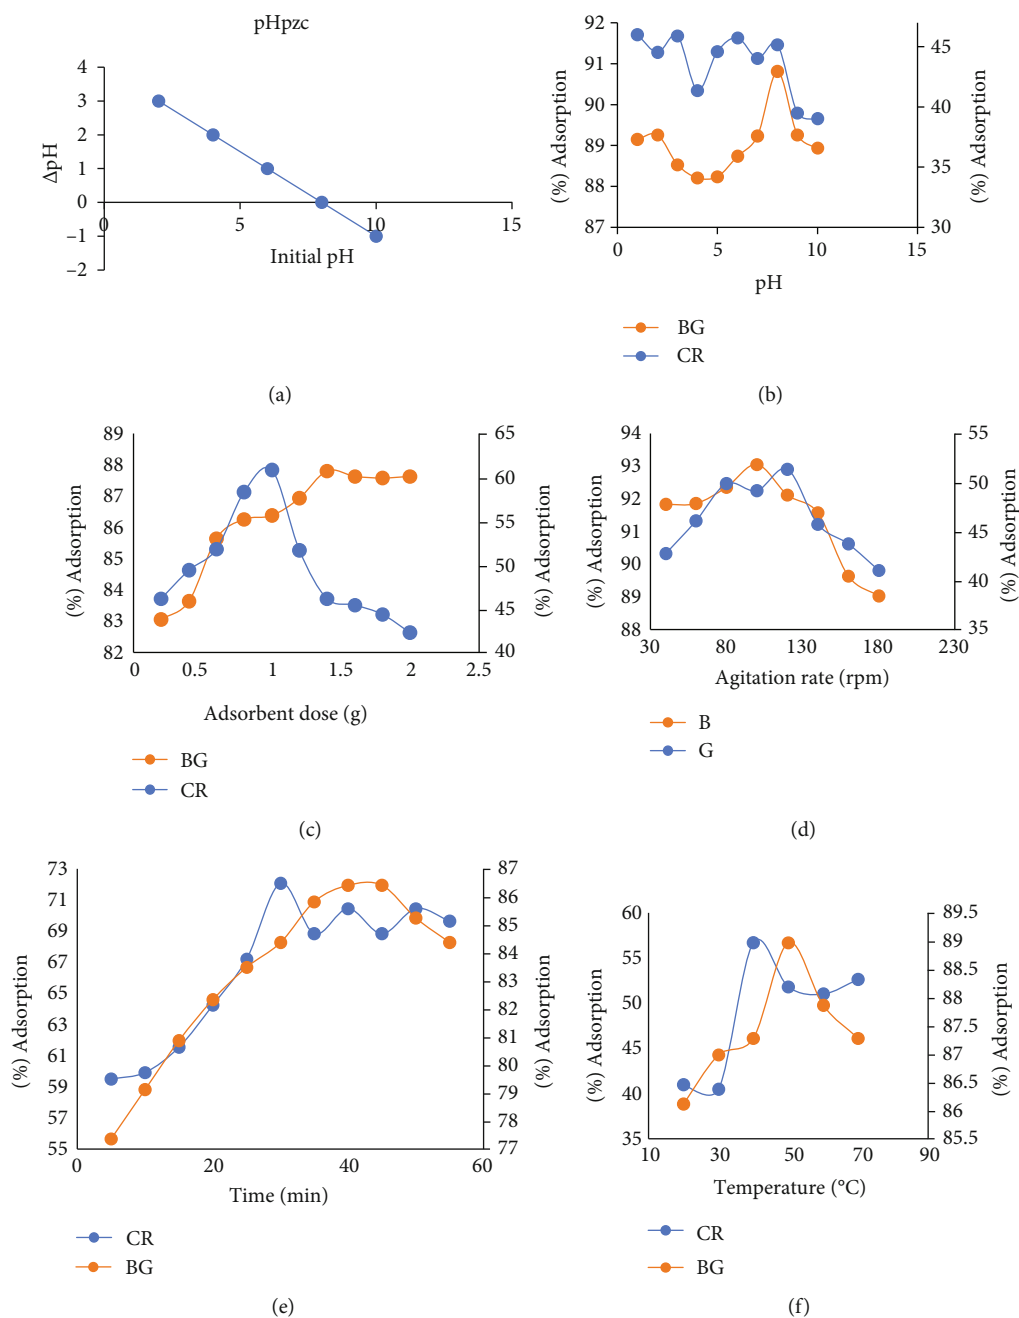 pHpzc
4
3
2
1
0
−1
−2
0 5 10 15
ΔpH
Initial pH
(a)
92
91
90
89
88
87
45
40
35
30
0 5 10 15
(%) Adsorption
(%) Adsorption
pH
BG
CR
(b)
89
88
87
86
85
84
83
82
65
60
55
50
45
40
0 0.5 1 1.5 2 2.5
(%) Adsorption
(%) Adsorption
Adsorbent dose (g)
BG
CR
(c)
94
93
92
91
90
89
88
55
50
45
40
35
30 80 130 180 230
(%) Adsorption
(%) Adsorption
Agitation rate (rpm)
B
G
(d)
73
71
69
67
65
63
61
59
57
55
87
86
85
84
83
82
81
80
79
78
77
0 20 40 60
(%) Adsorption
(%) Adsorption
Time (min)
CR
BG
(e)
60
55
50
45
40
35
89.5
89
88.5
88
87.5
87
86.5
86
85.5
10 30 50 70 90
(%) Adsorption
(%) Adsorption
Temperature (°C)
CR
BG
(f)